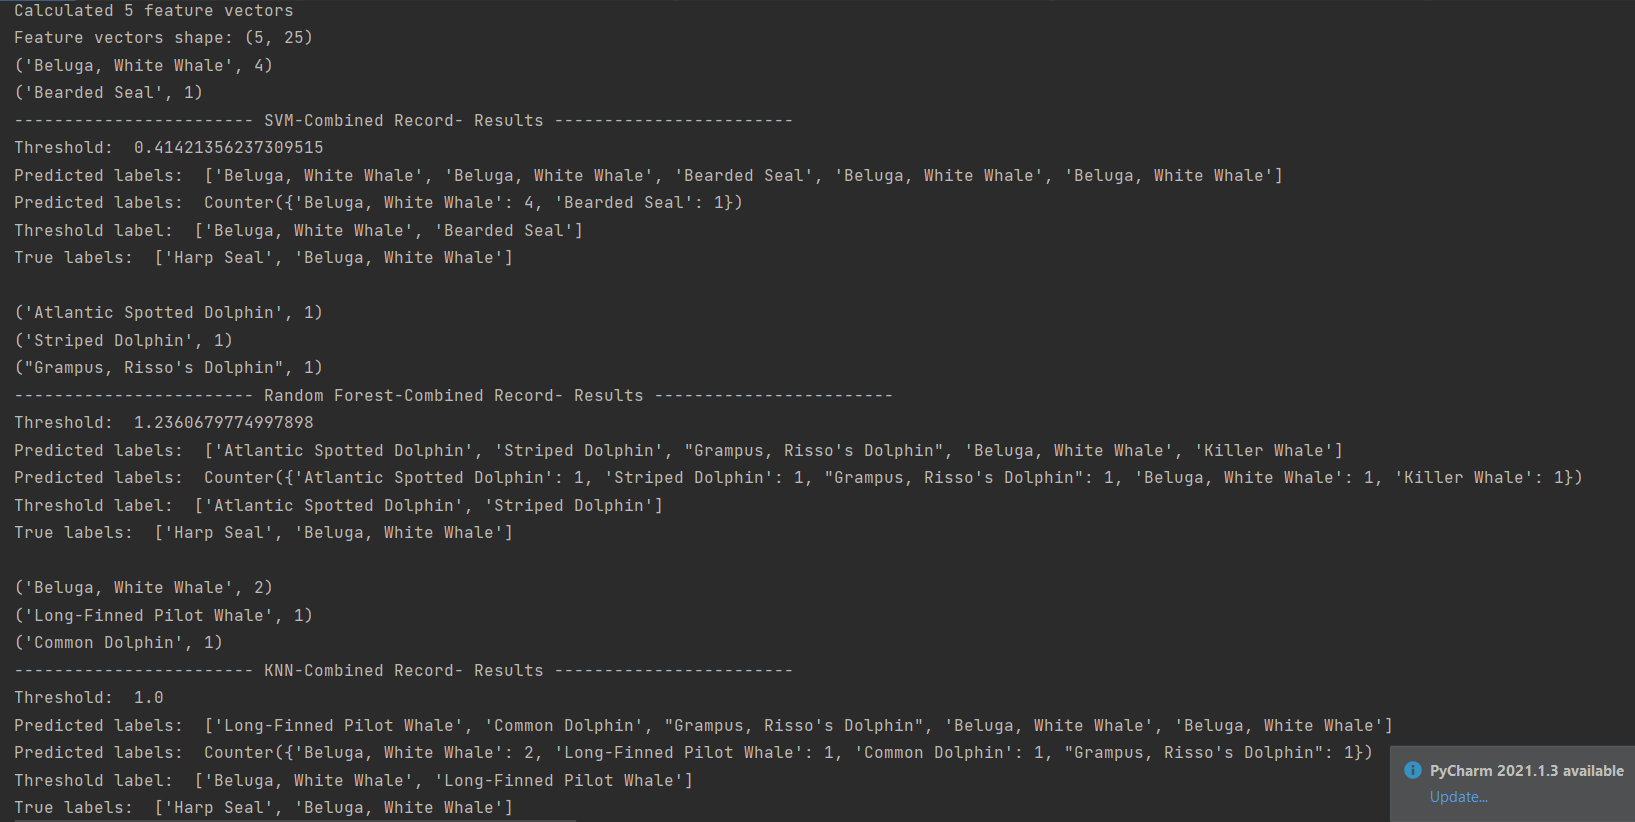 Calculated 5 feature vectors
Feature vectors shape: (5, 25)
('Beluga, White Whale', 4)
('Bearded Seal', 1)
------------------------ SVM-Combined Record- Results ------------------------
Threshold:  0.41421356237309515
Predicted labels:  ['Beluga, White Whale', 'Beluga, White Whale', 'Bearded Seal', 'Beluga, White Whale', 'Beluga, White Whale']
Predicted labels:  Counter({'Beluga, White Whale': 4, 'Bearded Seal': 1})
Threshold label:  ['Beluga, White Whale', 'Bearded Seal']
True labels:  ['Harp Seal', 'Beluga, White Whale']
('Atlantic Spotted Dolphin', 1)
('Striped Dolphin', 1)
("Grampus, Risso's Dolphin", 1)
------------------------ Random Forest-Combined Record- Results ------------------------
Threshold:  1.2360679774997898
Predicted labels:  ['Atlantic Spotted Dolphin', 'Striped Dolphin', "Grampus, Risso's Dolphin", 'Beluga, White Whale', 'Killer Whale']
Predicted labels:  Counter({'Atlantic Spotted Dolphin': 1, 'Striped Dolphin': 1, "Grampus, Risso's Dolphin": 1, 'Beluga, White Whale': 1, 'Killer Whale': 1})
Threshold label:  ['Atlantic Spotted Dolphin', 'Striped Dolphin']
True labels:  ['Harp Seal', 'Beluga, White Whale']
('Beluga, White Whale', 2)
('Long-Finned Pilot Whale', 1)
('Common Dolphin', 1)
------------------------ KNN-Combined Record- Results ------------------------
Threshold:  1.0
Predicted labels:  ['Long-Finned Pilot Whale', 'Common Dolphin', "Grampus, Risso's Dolphin", 'Beluga, White Whale', 'Beluga, White Whale']
Predicted labels:  Counter({'Beluga, White Whale': 2, 'Long-Finned Pilot Whale': 1, 'Common Dolphin': 1, "Grampus, Risso's Dolphin": 1})
Threshold label:  ['Beluga, White Whale', 'Long-Finned Pilot Whale']
True labels:  ['Harp Seal', 'Beluga, White Whale']
PyCharm 2021.1.3 available
Update...